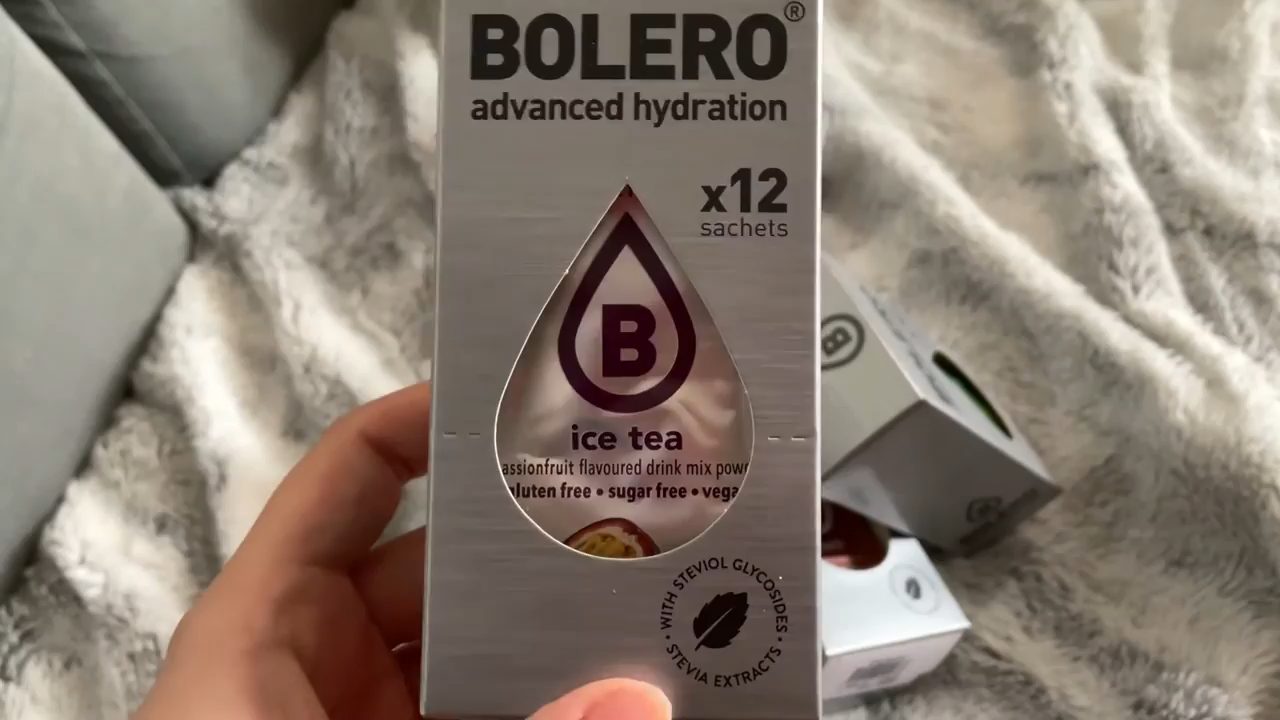 BOLERO®
advanced hydration
x12
sachets
B
ice tea
assionfruit flavoured drink mix pow
gluten free • sugar free • vega
WITH STEVIOL GLYCOSIDES
• STEVIA EXTRACTS •
B